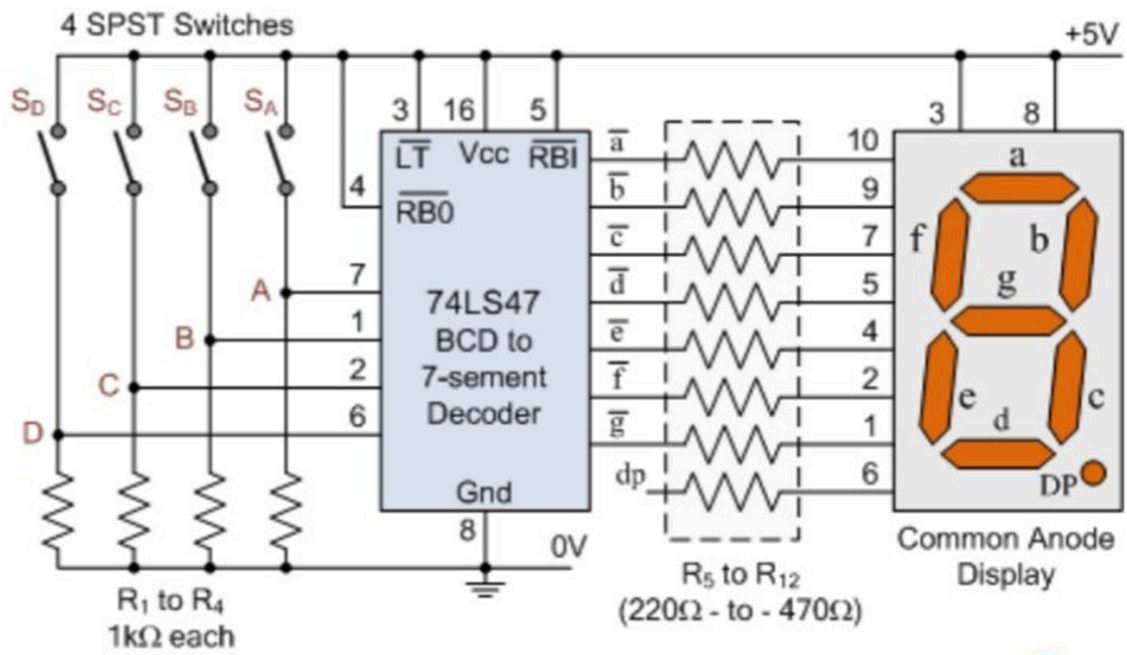 4 SPST Switches
+5V
SD SC SB SA
3 16 5
3 8
LT Vcc RBI
4
RB0
a
b
c
d
e
f
g
dp
10
9
7
5
4
2
1
6
a
f b
g
e c
d
DP
A 7
B 1
C 2
D 6
74LS47
BCD to
7-sement
Decoder
Gnd
8
0V
R1 to R4
1kΩ each
R5 to R12
(220Ω - to - 470Ω)
Common Anode
Display